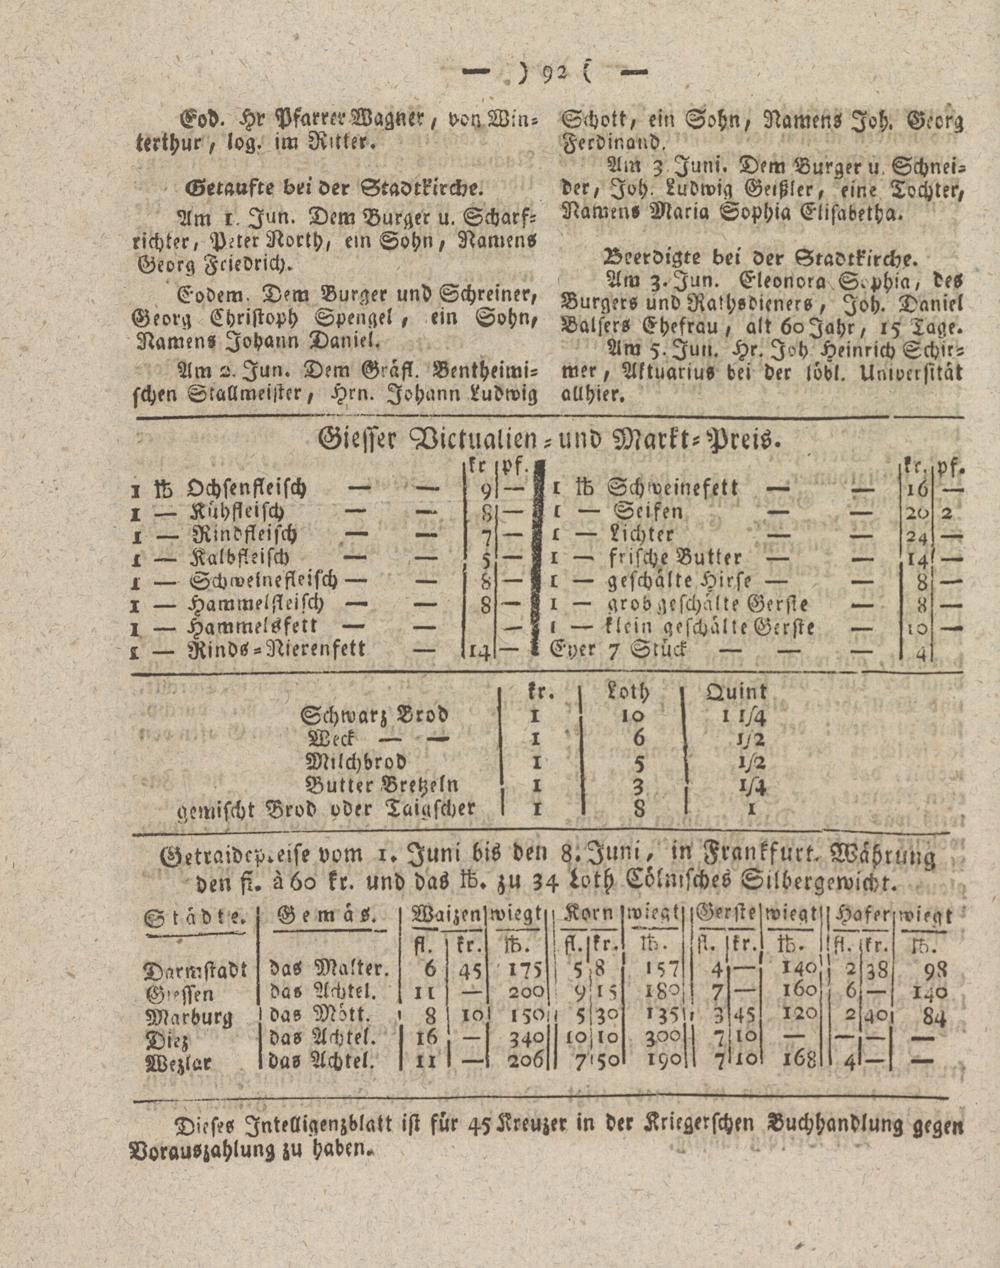 — ) 92 ( —
Eod. Hr Pfarrer Wagner, von Win-
terthur, log. im Ritter.
Getaufte bei der Stadtkirche.
Am 1. Jun. Dem Burger u. Scharf-
richter, Peter North, ein Sohn, Namens
Georg Friedrich.
Eodem. Dem Burger und Schreiner,
Georg Christoph Spengel, ein Sohn,
Namens Johann Daniel.
Am 2. Jun. Dem Gräfl. Bentheimi-
schen Stallmeister, Hrn. Johann Ludwig
Schott, ein Sohn, Namens Joh. Georg
Ferdinand.
Am 3 Juni. Dem Burger u. Schnei-
der, Joh. Ludwig Geißler, eine Tochter,
Namens Maria Sophia Elisabetha.
Beerdigte bei der Stadtkirche.
Am 3. Jun. Eleonora Sophia, des
Burgers und Rathsdieners, Joh. Daniel
Balsers Ehefrau, alt 60 Jahr, 15 Tage.
Am 5. Jun. Hr. Joh Heinrich Schir-
mer, Aktuarius bei der löbl. Universität
allhier.
Giesser Victualien- und Markt-Preis.
kr pf.
1 ℔ Ochsenfleisch — — 9 —
1 — Kühfleisch — — 8 —
1 — Rindfleisch — — 7 —
1 — Kalbfleisch — — 5 —
1 — Schweinefleisch — — 8 —
1 — Hammelfleisch — — 8 —
1 — Hammelsfett — — —
1 — Rinds-Nierenfett — 14 —
kr. pf.
1 ℔ Schweinefett — — 16 —
1 — Seifen — — 20 2
1 — Lichter — — 24 —
1 — frische Butter — — 14 —
1 — geschälte Hirse — — 8 —
1 — grob geschälte Gerste — 8 —
1 — klein geschälte Gerste — 10 —
Eyer 7 Stück — — — 4
kr. Loth Quint
Schwarz Brod 1 10 1 1/4
Weck — — 1 6 1/2
Milchbrod 1 5 1/2
Butter Bretzeln 1 3 1/4
gemischt Brod oder Taigscher 1 8 1
Getraidepreise vom 1. Juni bis den 8. Juni, in Frankfurt. Währung
den fl. à 60 kr. und das ℔. zu 34 Loth Cölnisches Silbergewicht.
Städte. Gemäs. Waizen wiegt Korn wiegt Gerste wiegt Hafer wiegt
fl. kr. ℔. fl. kr. ℔. fl. kr. ℔. fl. kr. ℔.
Darmstadt das Malter. 6 45 175 5 8 157 4 — 140 2 38 98
Giessen das Achtel. 11 — 200 9 15 180 7 — 160 6 — 140
Marburg das Mött. 8 10 150 5 30 135 3 45 120 2 40 84
Diez das Achtel. 16 — 340 10 10 300 7 10 — — — —
Wezlar das Achtel. 11 — 206 7 50 190 7 10 168 4 — —
Dieses Intelligenzblatt ist für 45 Kreuzer in der Kriegerschen Buchhandlung gegen
Vorauszahlung zu haben.